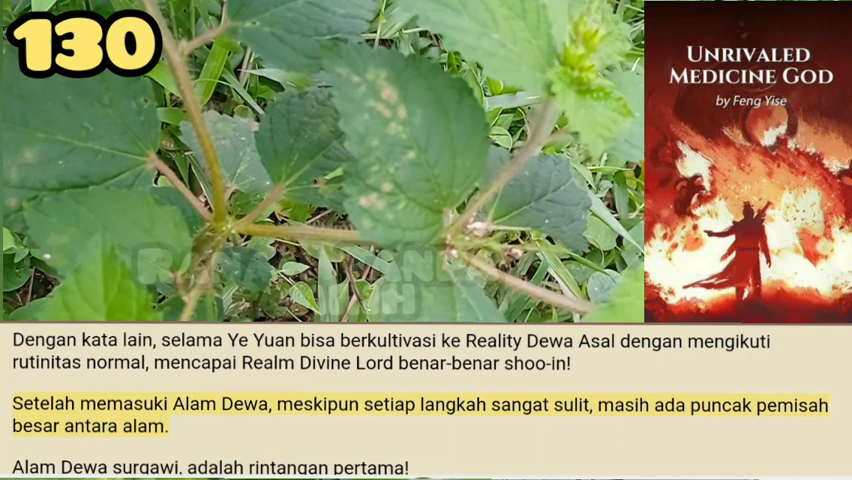 130
UNRIVALED
MEDICINE GOD
by Feng Yise
Dengan kata lain, selama Ye Yuan bisa berkultivasi ke Reality Dewa Asal dengan mengikuti
rutinitas normal, mencapai Realm Divine Lord benar-benar shoo-in!
Setelah memasuki Alam Dewa, meskipun setiap langkah sangat sulit, masih ada puncak pemisah
besar antara alam.
Alam Dewa surgawi, adalah rintangan pertama!